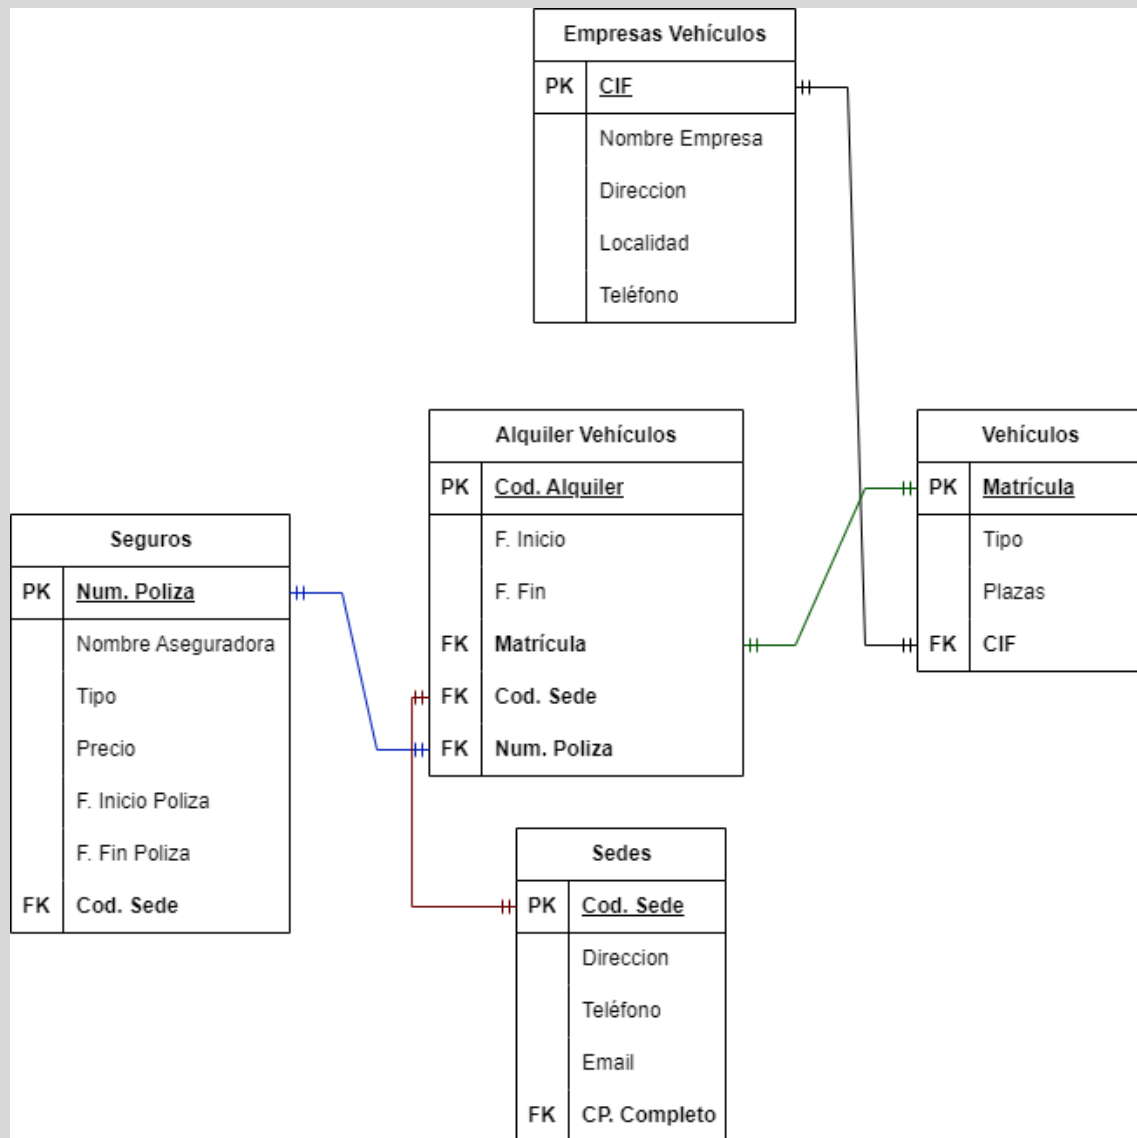 Empresas Vehículos
PK CIF
Nombre Empresa
Direccion
Localidad
Teléfono
Alquiler Vehículos
PK Cod. Alquiler
F. Inicio
F. Fin
FK Matrícula
FK Cod. Sede
FK Num. Poliza
Vehículos
PK Matrícula
Tipo
Plazas
FK CIF
Seguros
PK Num. Poliza
Nombre Aseguradora
Tipo
Precio
F. Inicio Poliza
F. Fin Poliza
FK Cod. Sede
Sedes
PK Cod. Sede
Direccion
Teléfono
Email
FK CP. Completo